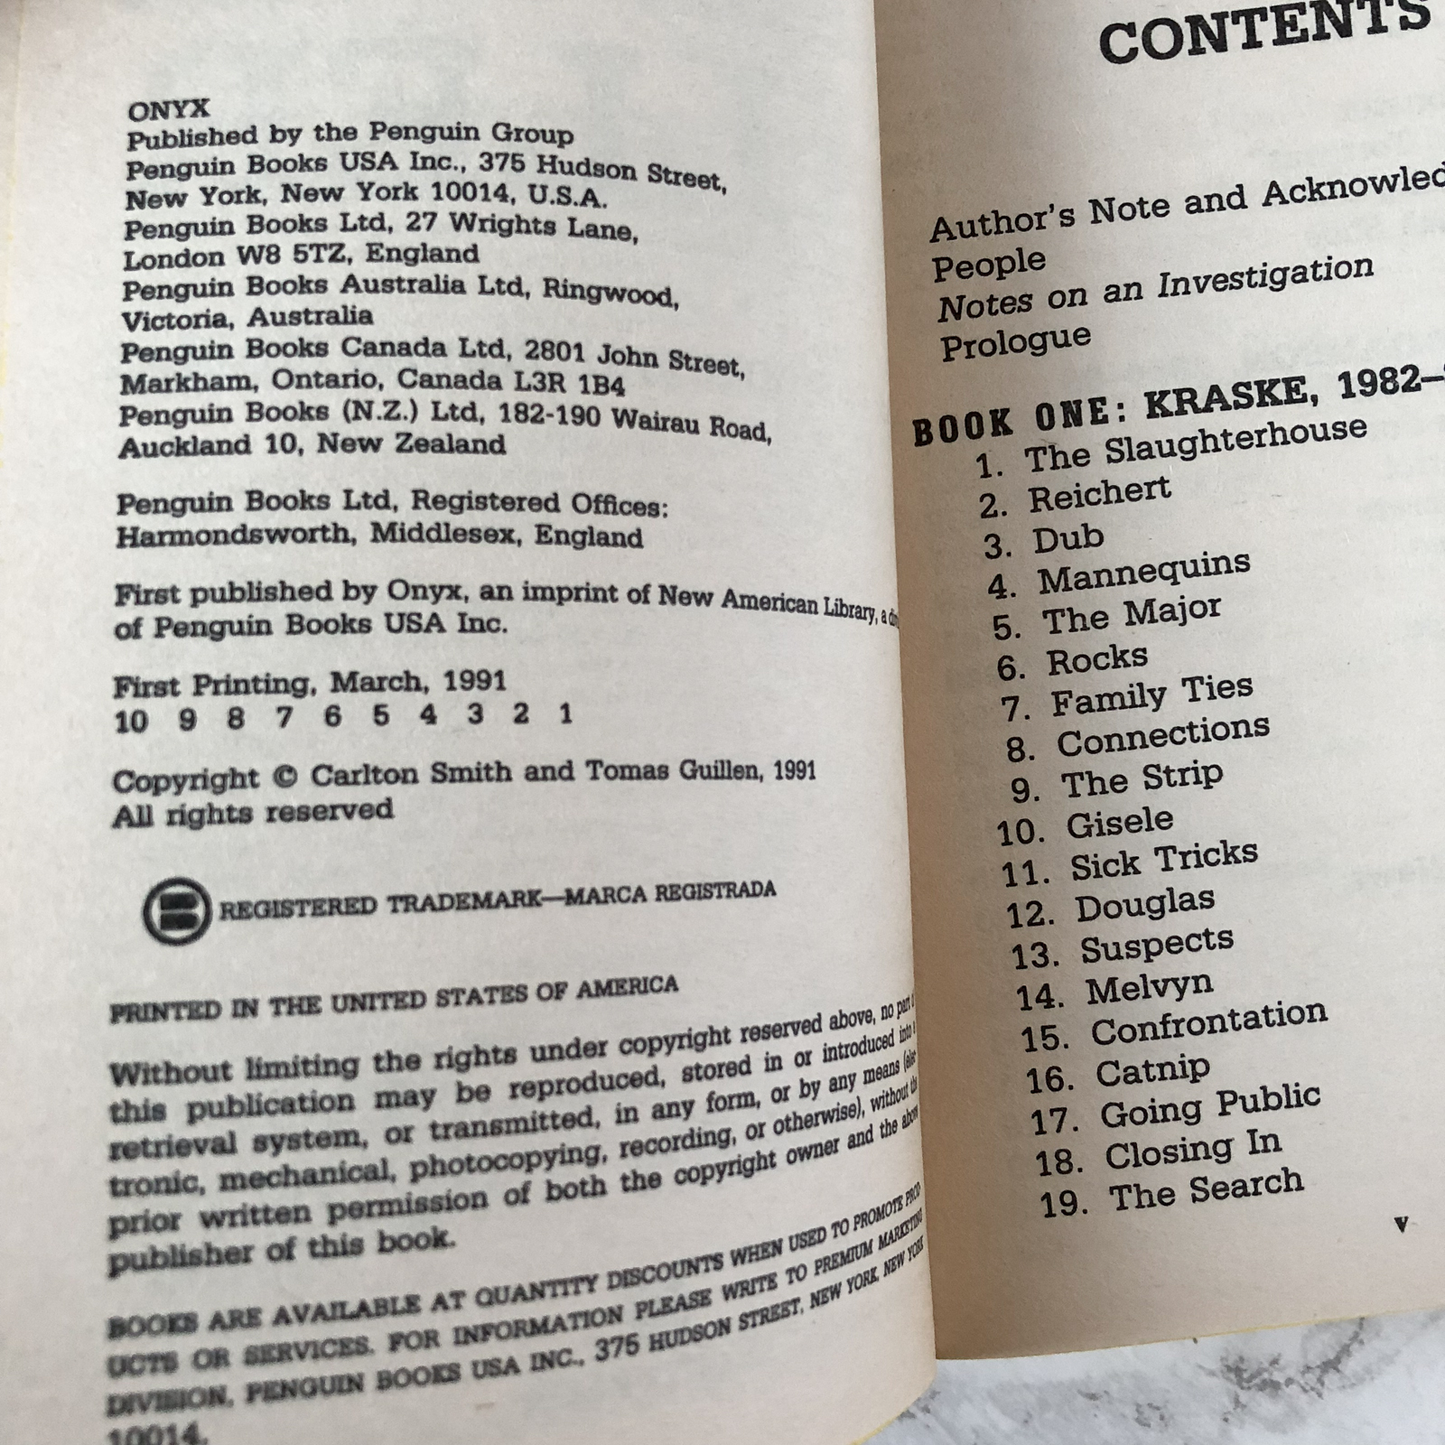 ONYX
Published by the Penguin Group
Penguin Books USA Inc., 375 Hudson Street,
New York, New York 10014, U.S.A.
Penguin Books Ltd, 27 Wrights Lane,
London W8 5TZ, England
Penguin Books Australia Ltd, Ringwood,
Victoria, Australia
Penguin Books Canada Ltd, 2801 John Street,
Markham, Ontario, Canada L3R 1B4
Penguin Books (N.Z.) Ltd, 182-190 Wairau Road,
Auckland 10, New Zealand
Penguin Books Ltd, Registered Offices:
Harmondsworth, Middlesex, England
First published by Onyx, an imprint of New American Library, a
of Penguin Books USA Inc.
First Printing, March, 1991
10 9 8 7 6 5 4 3 2 1
Copyright © Carlton Smith and Tomas Guillen, 1991
All rights reserved
REGISTERED TRADEMARK—MARCA REGISTRADA
PRINTED IN THE UNITED STATES OF AMERICA
Without limiting the rights under copyright reserved above, no part
this publication may be reproduced, stored in or introduced into
retrieval system, or transmitted, in any form, or by any means (elec
tronic, mechanical, photocopying, recording, or otherwise), without the
prior written permission of both the copyright owner and the above
publisher of this book.
BOOKS ARE AVAILABLE AT QUANTITY DISCOUNTS WHEN USED TO PROMOTE PROD
UCTS OR SERVICES. FOR INFORMATION PLEASE WRITE TO PREMIUM MARKETING
DIVISION, PENGUIN BOOKS USA INC., 375 HUDSON STREET, NEW YORK, NEW YORK
10014.
CONTENTS
Author's Note and Acknowled
People
Notes on an Investigation
Prologue
BOOK ONE: KRASKE, 1982–
1. The Slaughterhouse
2. Reichert
3. Dub
4. Mannequins
5. The Major
6. Rocks
7. Family Ties
8. Connections
9. The Strip
10. Gisele
11. Sick Tricks
12. Douglas
13. Suspects
14. Melvyn
15. Confrontation
16. Catnip
17. Going Public
18. Closing In
19. The Search
v